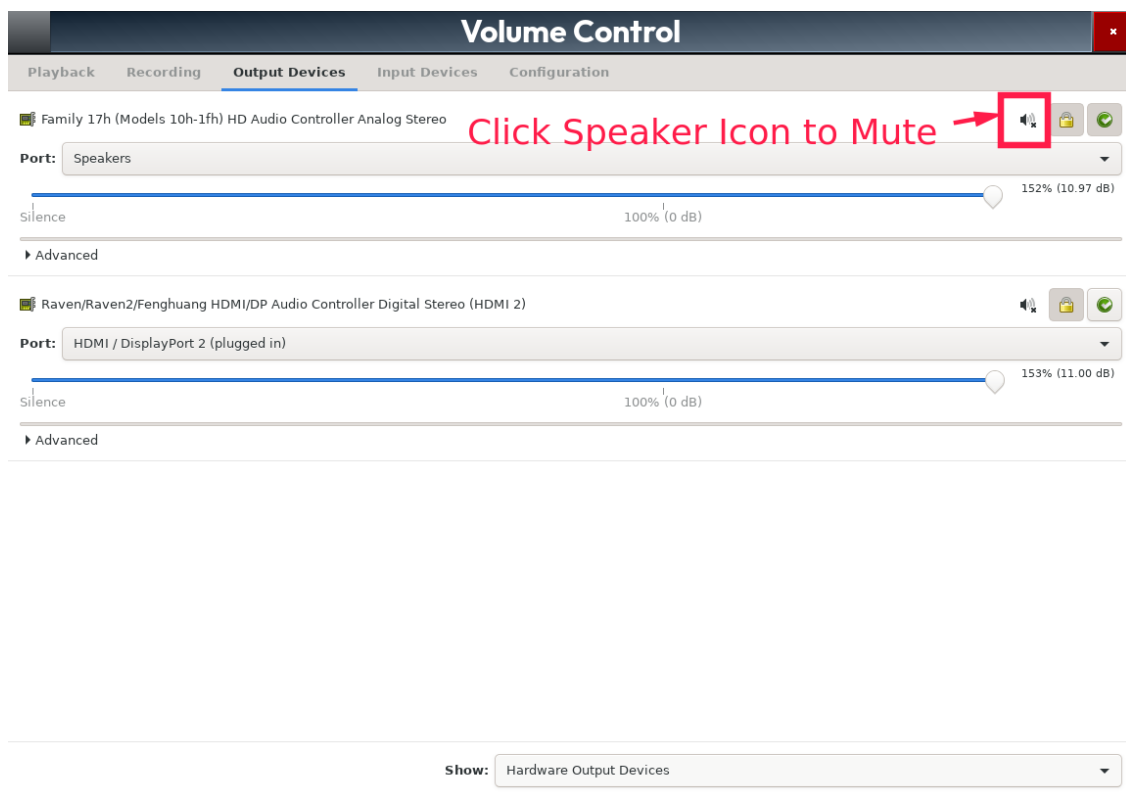 Volume Control
Playback Recording Output Devices Input Devices Configuration
Family 17h (Models 10h-1fh) HD Audio Controller Analog Stereo
Click Speaker Icon to Mute
Port: Speakers
152% (10.97 dB)
Silence 100% (0 dB)
Advanced
Raven/Raven2/Fenghuang HDMI/DP Audio Controller Digital Stereo (HDMI 2)
Port: HDMI / DisplayPort 2 (plugged in)
153% (11.00 dB)
Silence 100% (0 dB)
Advanced
Show: Hardware Output Devices